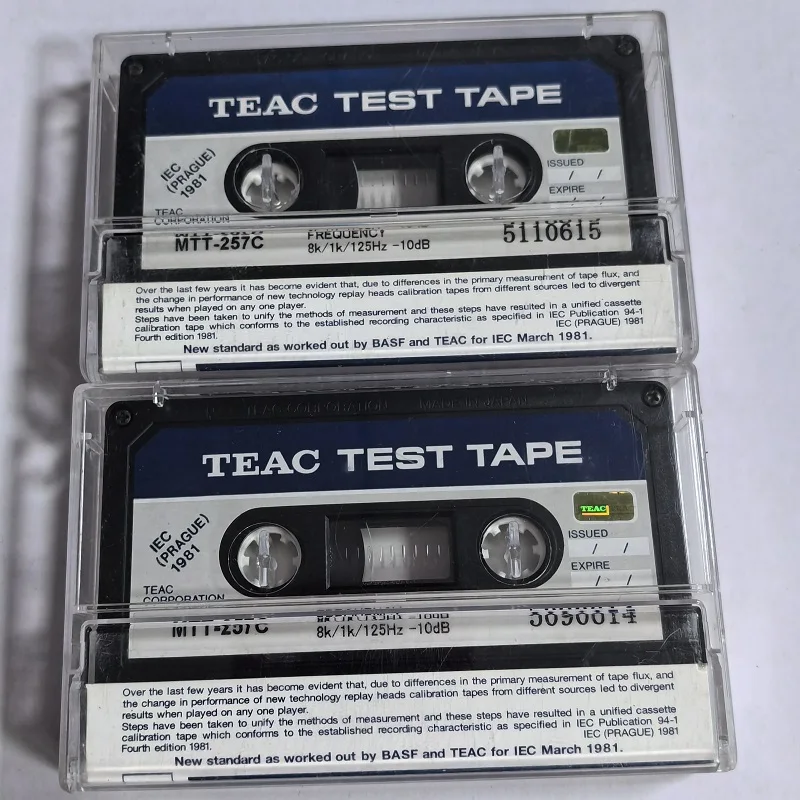 TEAC TEST TAPE
IEC
(PRAGUE)
1981
ISSUED
/ /
EXPIRE
/ /
TEAC
CORPORATION
MTT-257C
FREQUENCY
8k/1k/125Hz -10dB
5110615
Over the last few years it has become evident that, due to differences in the primary measurement of tape flux, and
the change in performance of new technology replay heads calibration tapes from different sources led to divergent
results when played on any one player.
Steps have been taken to unify the methods of measurement and these steps have resulted in a unified cassette
calibration tape which conforms to the established recording characteristic as specified in IEC Publication 94-1
Fourth edition 1981. IEC (PRAGUE) 1981
New standard as worked out by BASF and TEAC for IEC March 1981.
TEAC CORPORATION MADE IN JAPAN
TEAC TEST TAPE
TEAC
IEC
(PRAGUE)
1981
ISSUED
/ /
EXPIRE
/ /
TEAC
CORPORATION
MTT-257C
8k/1k/125Hz -10dB
Over the last few years it has become evident that, due to differences in the primary measurement of tape flux, and
the change in performance of new technology replay heads calibration tapes from different sources led to divergent
results when played on any one player.
Steps have been taken to unify the methods of measurement and these steps have resulted in a unified cassette
calibration tape which conforms to the established recording characteristic as specified in IEC Publication 94-1
Fourth edition 1981. IEC (PRAGUE) 1981
New standard as worked out by BASF and TEAC for IEC March 1981.